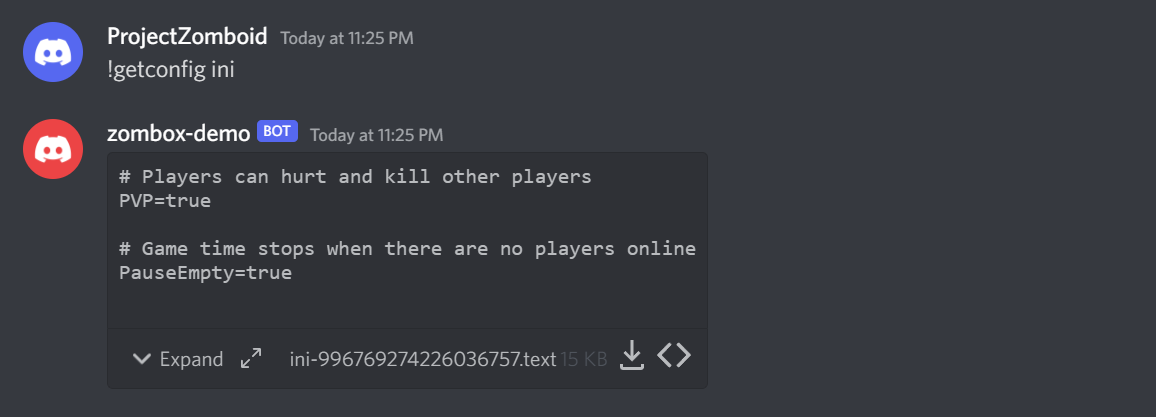 ProjectZomboid Today at 11:25 PM
!getconfig ini
zombox-demo BOT Today at 11:25 PM
# Players can hurt and kill other players
PVP=true
# Game time stops when there are no players online
PauseEmpty=true
Expand ini-996769274226036757.text 15 KB